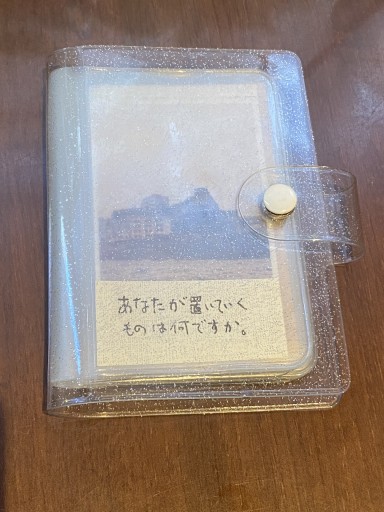 あなたが置いていく
ものは何ですか。